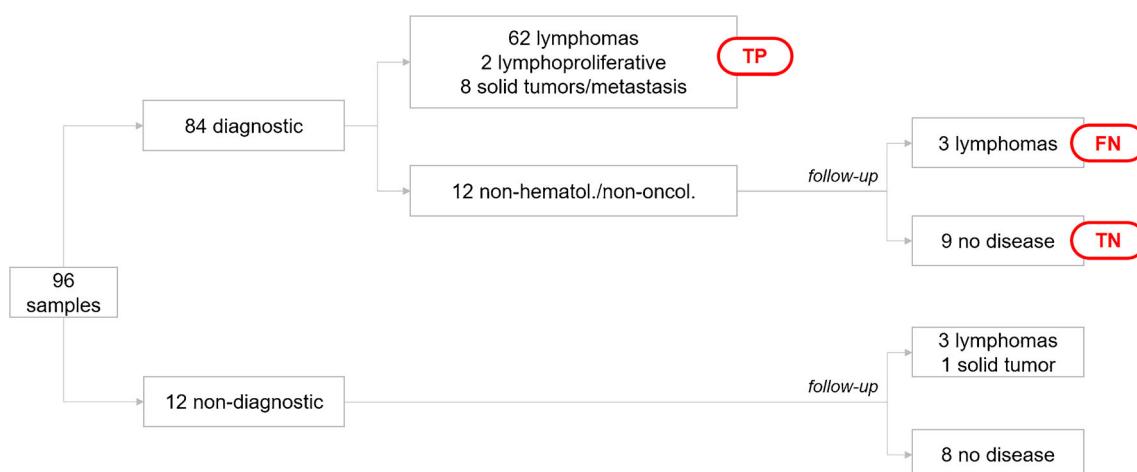 62 lymphomas
2 lymphoproliferative
8 solid tumors/metastasis
TP
84 diagnostic
3 lymphomas
FN
12 non-hematol./non-oncol.
follow-up
9 no disease
TN
96
samples
3 lymphomas
1 solid tumor
12 non-diagnostic
follow-up
8 no disease